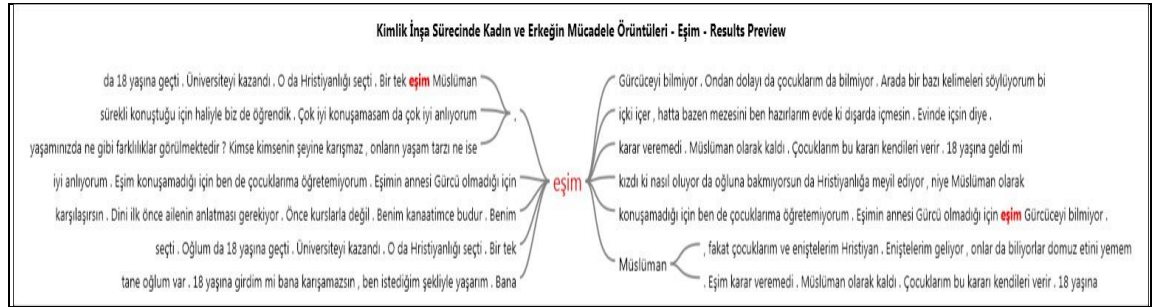 Kimlik İnşa Sürecinde Kadın ve Erkeğin Mücadele Örüntüleri - Eşim - Results Preview
da 18 yaşına geçti . Üniversiteyi kazandı . O da Hristiyanlığı seçti . Bir tek eşim Müslüman
sürekli konuştuğu için haliyle biz de öğrendik . Çok iyi konuşamasam da çok iyi anlıyorum
.
yaşamınızda ne gibi farklılıklar görülmektedir ? Kimse kimsenin şeyine karışmaz , onların yaşam tarzı ne ise
iyi anlıyorum . Eşim konuşamadığı için ben de çocuklarıma öğretemiyorum . Eşimin annesi Gürcü olmadığı için
karşılaşırsın . Dini ilk önce ailenin anlatması gerekiyor . Önce kurslarla değil . Benim kanaatimce budur . Benim
seçti . Oğlum da 18 yaşına geçti . Üniversiteyi kazandı . O da Hristiyanlığı seçti . Bir tek
tane oğlum var . 18 yaşına girdim mi bana karışamazsın , ben istediğim şekliyle yaşarım . Bana
eşim
Gürcüceyi bilmiyor . Ondan dolayı da çocuklarım da bilmiyor . Arada bir bazı kelimeleri söylüyorum bi
içki içer , hatta bazen mezesini ben hazırlarım evde ki dışarda içmesin . Evinde içsin diye .
karar veremedi . Müslüman olarak kaldı . Çocuklarım bu kararı kendileri verir . 18 yaşına geldi mi
kızdı ki nasıl oluyor da oğluna bakmıyorsun da Hristiyanlığa meyil ediyor , niye Müslüman olarak
konuşamadığı için ben de çocuklarıma öğretemiyorum . Eşimin annesi Gürcü olmadığı için eşim Gürcüceyi bilmiyor .
Müslüman
, fakat çocuklarım ve eniştelerim Hristiyan . Eniştelerim geliyor , onlar da biliyorlar domuz etini yemem
. Eşim karar veremedi . Müslüman olarak kaldı . Çocuklarım bu kararı kendileri verir . 18 yaşına